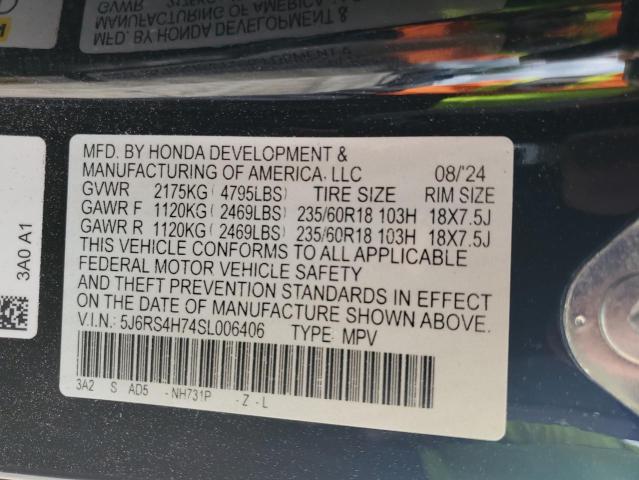 MFD. BY HONDA DEVELOPMENT &
MANUFACTURING OF AMERICA, LLC 08/'24
GVWR 2175KG ( 4795LBS) TIRE SIZE RIM SIZE
GAWR F 1120KG ( 2469LBS) 235/60R18 103H 18X7.5J
GAWR R 1120KG ( 2469LBS) 235/60R18 103H 18X7.5J
THIS VEHICLE CONFORMS TO ALL APPLICABLE
FEDERAL MOTOR VEHICLE SAFETY
AND THEFT PREVENTION STANDARDS IN EFFECT
ON THE DATE OF MANUFACTURE SHOWN ABOVE.
V.I.N.: 5J6RS4H74SL006406 TYPE: MPV
3A2 S AD5 -NH731P -Z -L
3A0 A1